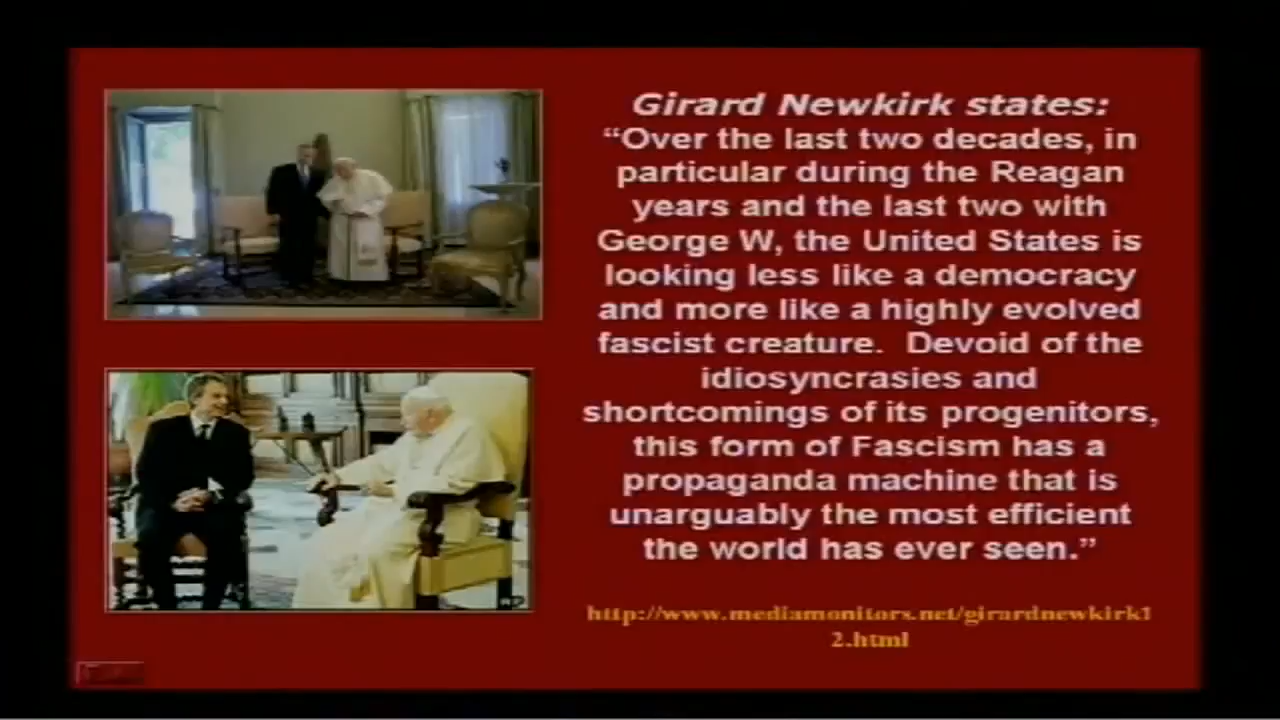 Girard Newkirk states:
“Over the last two decades, in
particular during the Reagan
years and the last two with
George W, the United States is
looking less like a democracy
and more like a highly evolved
fascist creature.  Devoid of the
idiosyncrasies and
shortcomings of its progenitors,
this form of Fascism has a
propaganda machine that is
unarguably the most efficient
the world has ever seen.”
http://www.mediamonitors.net/girardnewkirk1
2.html